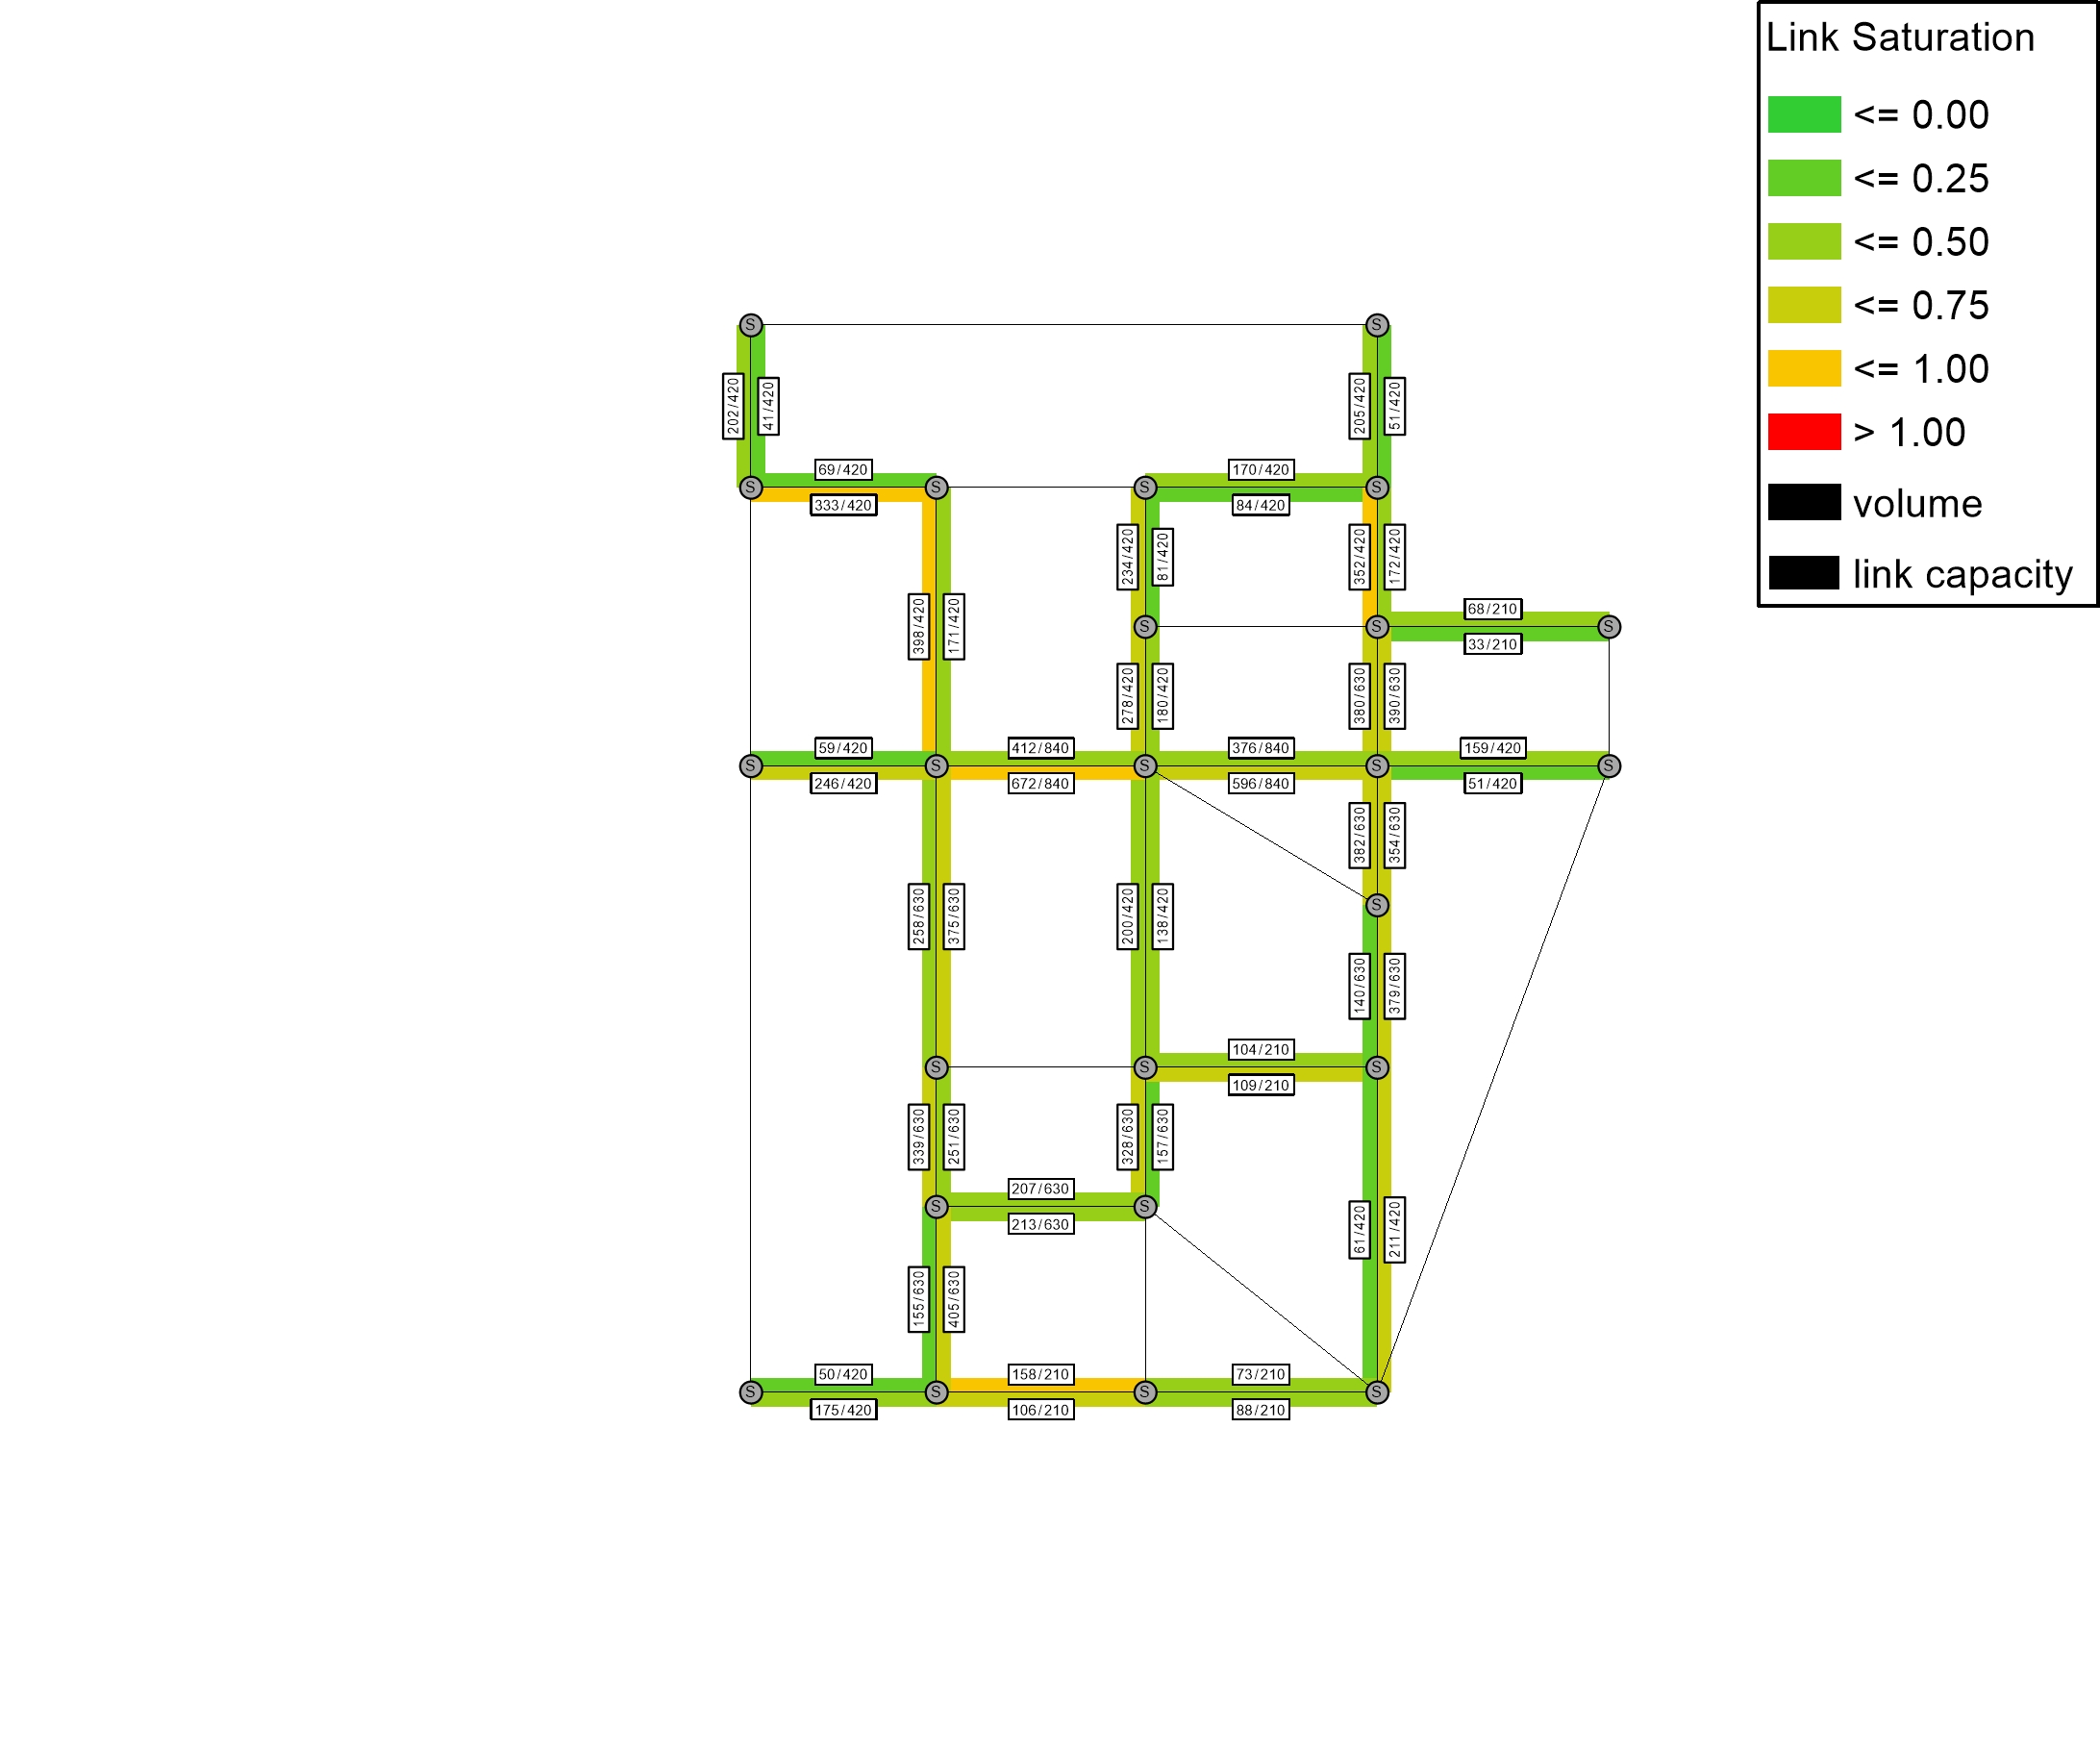 Link Saturation
<= 0.00
<= 0.25
<= 0.50
<= 0.75
<= 1.00
> 1.00
volume
link capacity
S
S
202/420
41/420
205/420
51/420
69/420
170/420
S
S
S
S
333/420
84/420
234/420
81/420
352/420
172/420
398/420
171/420
68/210
S
S
S
33/210
278/420
180/420
380/630
390/630
59/420
412/840
376/840
159/420
S
S
S
S
S
246/420
672/840
596/840
51/420
382/630
354/630
258/630
375/630
200/420
138/420
S
140/630
379/630
104/210
S
S
S
109/210
339/630
251/630
328/630
157/630
207/630
S
S
213/630
61/420
211/420
155/630
405/630
50/420
158/210
73/210
S
S
S
S
175/420
106/210
88/210